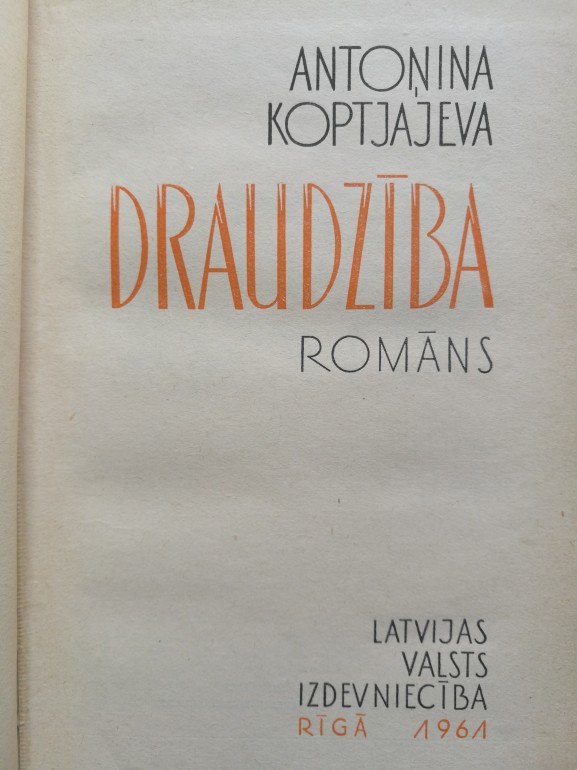 ANTOŅINA
KOPTJAJEVA
DRAUDZĪBA
ROMĀNS
LATVIJAS
VALSTS
IZDEVNIECĪBA
RĪGĀ 1961